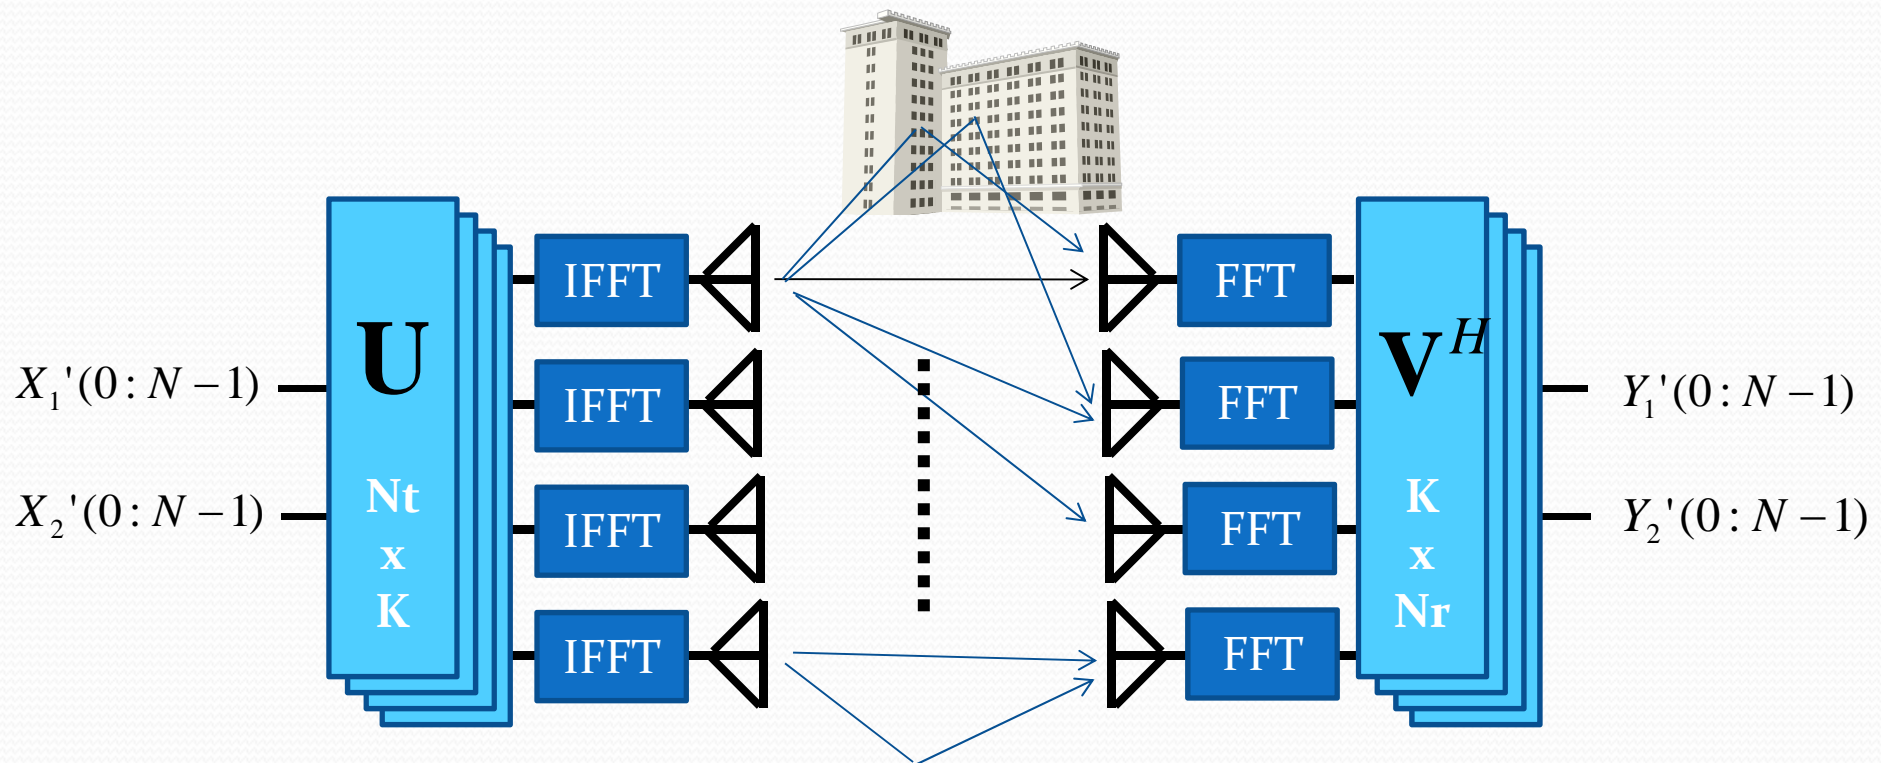 U
Nt
x
K
X₁'(0 : N − 1)
X₂'(0 : N − 1)
IFFT
IFFT
IFFT
IFFT
FFT
FFT
FFT
FFT
Vᴴ
K
x
Nr
Y₁'(0 : N − 1)
Y₂'(0 : N − 1)